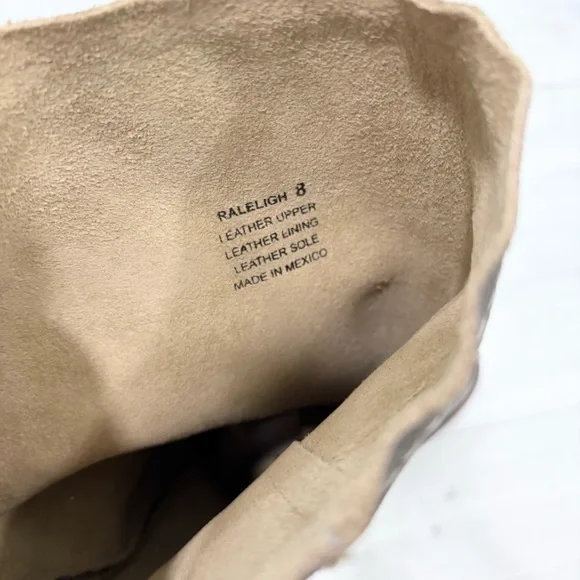 RALELIGH 8
LEATHER UPPER
LEATHER LINING
LEATHER SOLE
MADE IN MEXICO